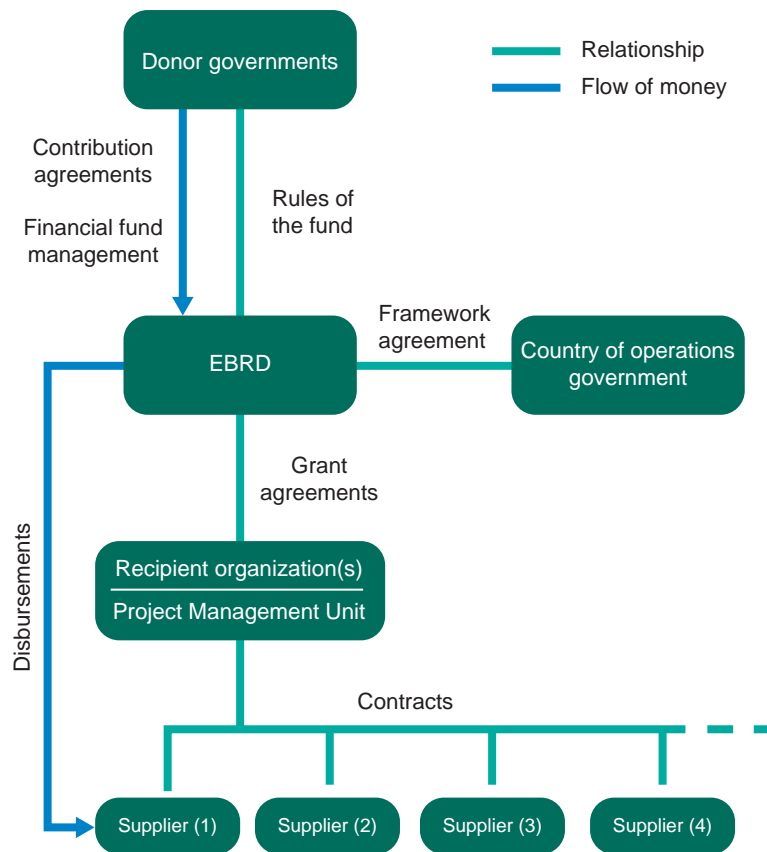 Donor governments
Relationship
Flow of money
Contribution
agreements
Financial fund
management
Rules of
the fund
EBRD
Framework
agreement
Country of operations
government
Grant
agreements
Disbursements
Recipient organization(s)
Project Management Unit
Contracts
Supplier (1)
Supplier (2)
Supplier (3)
Supplier (4)